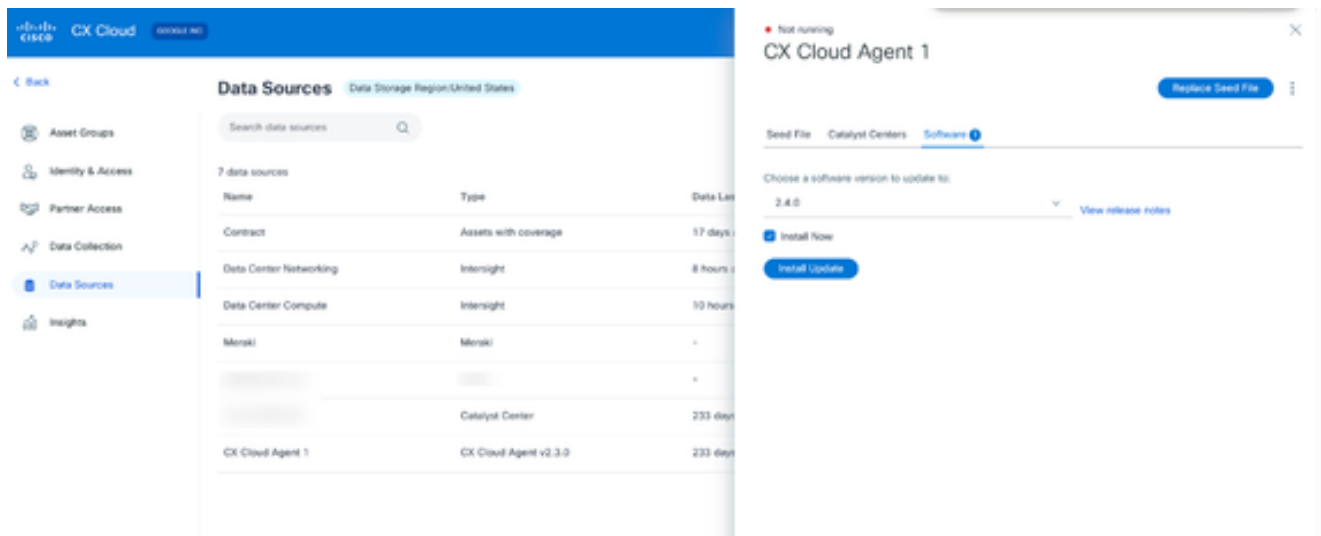 CISCO
CX Cloud
GOOGLE INC
Back
Asset Groups
Identity & Access
Partner Access
Data Collection
Data Sources
Insights
Data Sources
Data Storage Region:United States
Search data sources
7 data sources
Name Type Data Las
Contract Assets with coverage 17 days
Data Center Networking Intersight 8 hours
Data Center Compute Intersight 10 hours
Meraki Meraki -
-
Catalyst Center 233 days
CX Cloud Agent 1 CX Cloud Agent v2.3.0 233 days
Not running
CX Cloud Agent 1
Replace Seed File
Seed File Catalyst Centers Software
Choose a software version to update to:
2.4.0
View release notes
Install Now
Install Update